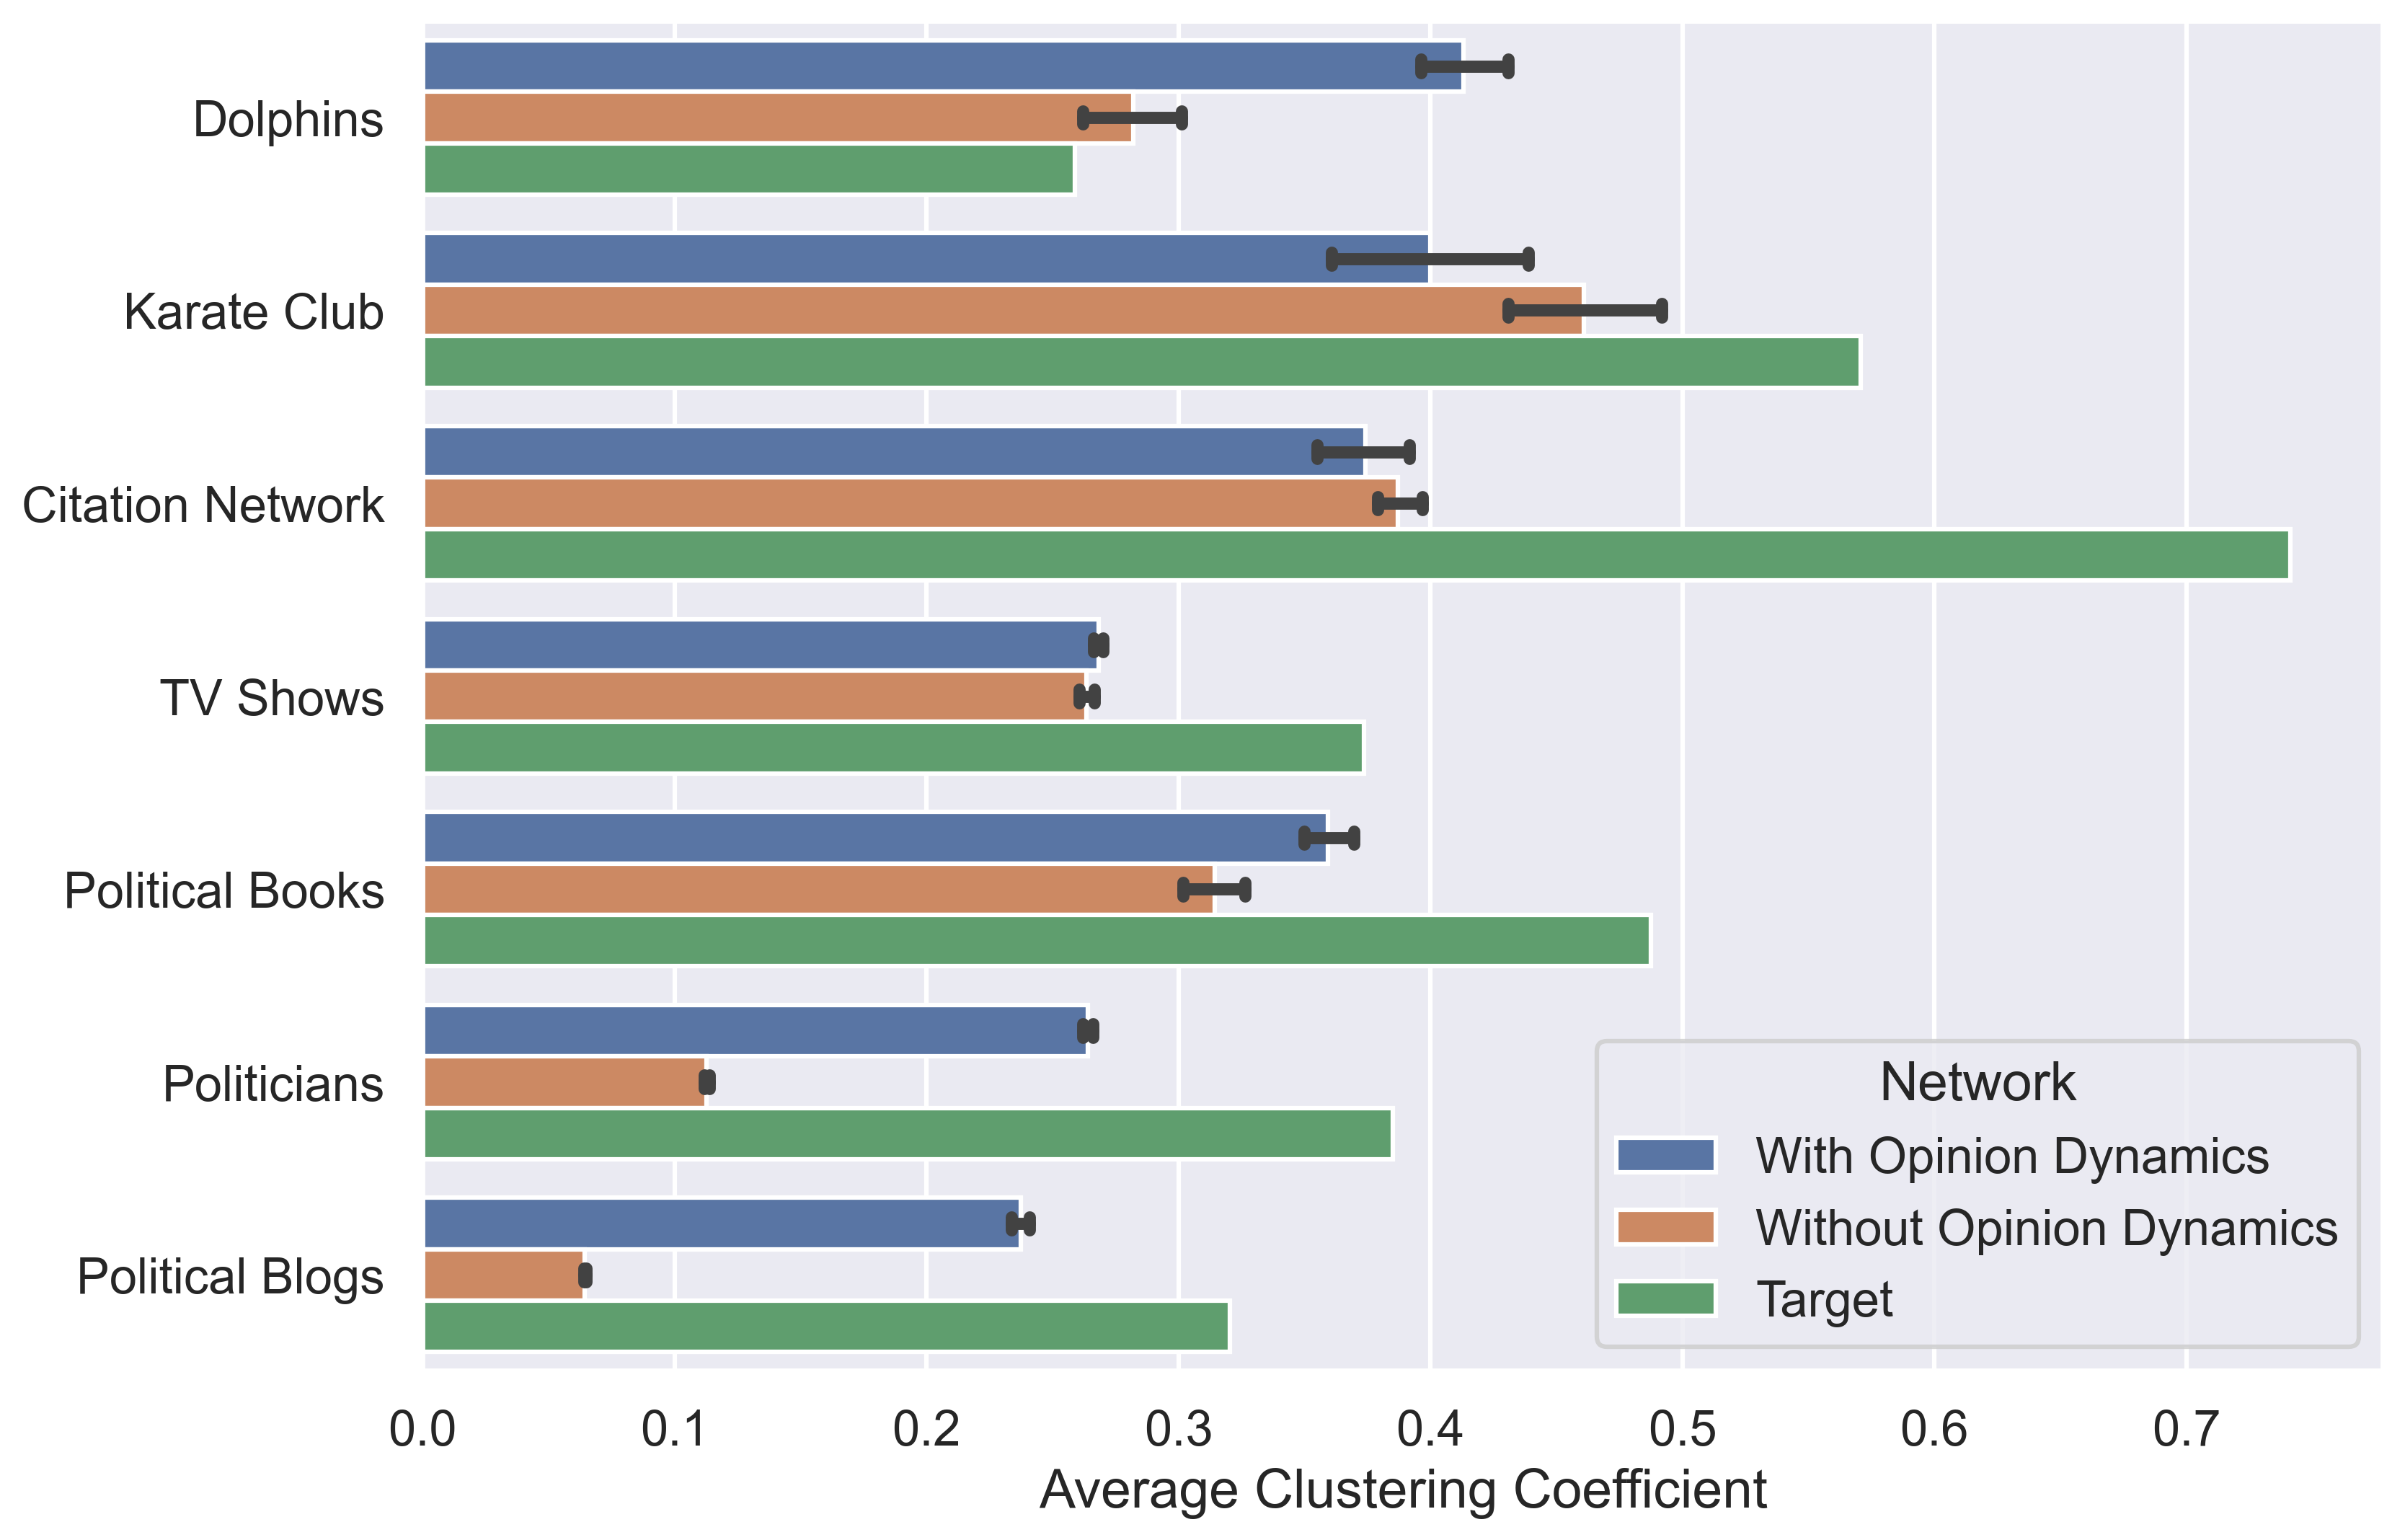 Dolphins
Karate Club
Citation Network
TV Shows
Political Books
Politicians
Political Blogs
Network
With Opinion Dynamics
Without Opinion Dynamics
Target
0.0 0.1 0.2 0.3 0.4 0.5 0.6 0.7
Average Clustering Coefficient